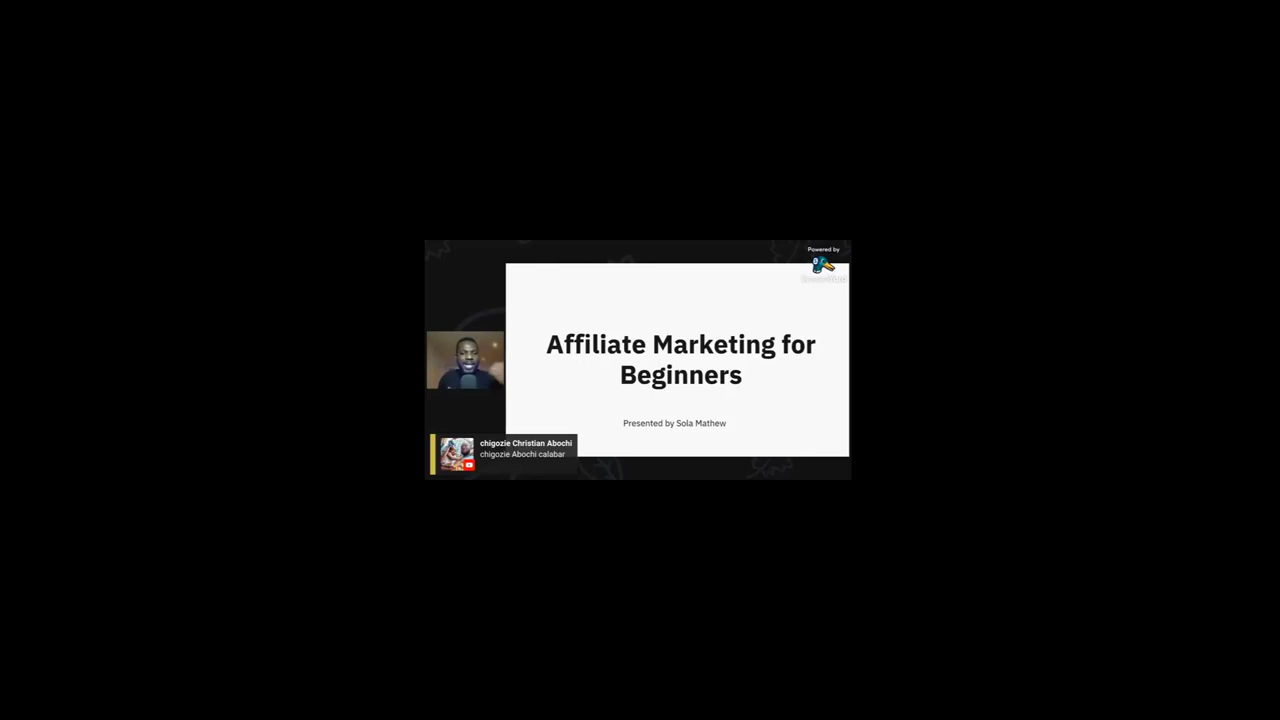 Powered by
Affiliate Marketing for
Beginners
Presented by Sola Mathew
chigozie Christian Abochi
chigozie Abochi calabar